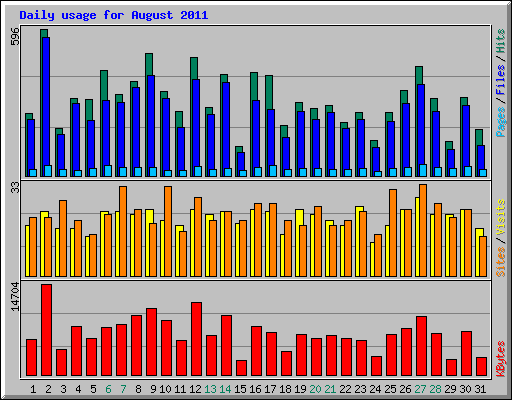 Daily usage for August 2011
596
Pages / Files / Hits
33
Sites / Visits
14704
KBytes
1 2 3 4 5 6 7 8 9 10 11 12 13 14 15 16 17 18 19 20 21 22 23 24 25 26 27 28 29 30 31